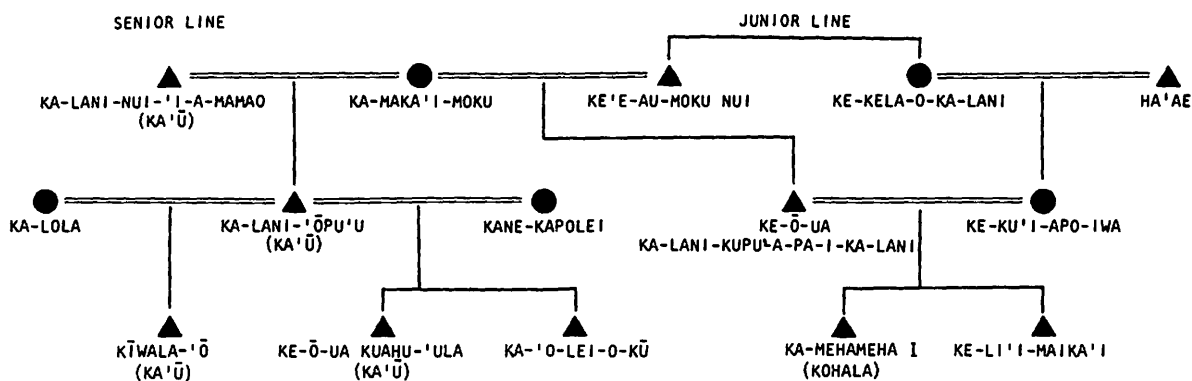 SENIOR LINE
JUNIOR LINE
KA-LANI-NUI-'I-A-MAMAO
(KA'Ū)
KA-MAKA'I-MOKU
KE'E-AU-MOKU NUI
KE-KELA-O-KA-LANI
HA'AE
KA-LOLA
KA-LANI-'ŌPU'U
(KA'Ū)
KANE-KAPOLEI
KE-Ō-UA
KA-LANI-KUPUᴸA-PA-I-KA-LANI
KE-KU'I-APO-IWA
KĪWALA-'Ō
(KA'Ū)
KE-Ō-UA KUAHU-'ULA
(KA'Ū)
KA-'O-LEI-O-KŪ
KA-MEHAMEHA I
(KOHALA)
KE-LI'I-MAIKA'I